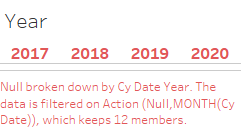 Year
2017 2018 2019 2020
Null broken down by Cy Date Year. The
data is filtered on Action (Null,MONTH(Cy
Date)), which keeps 12 members.